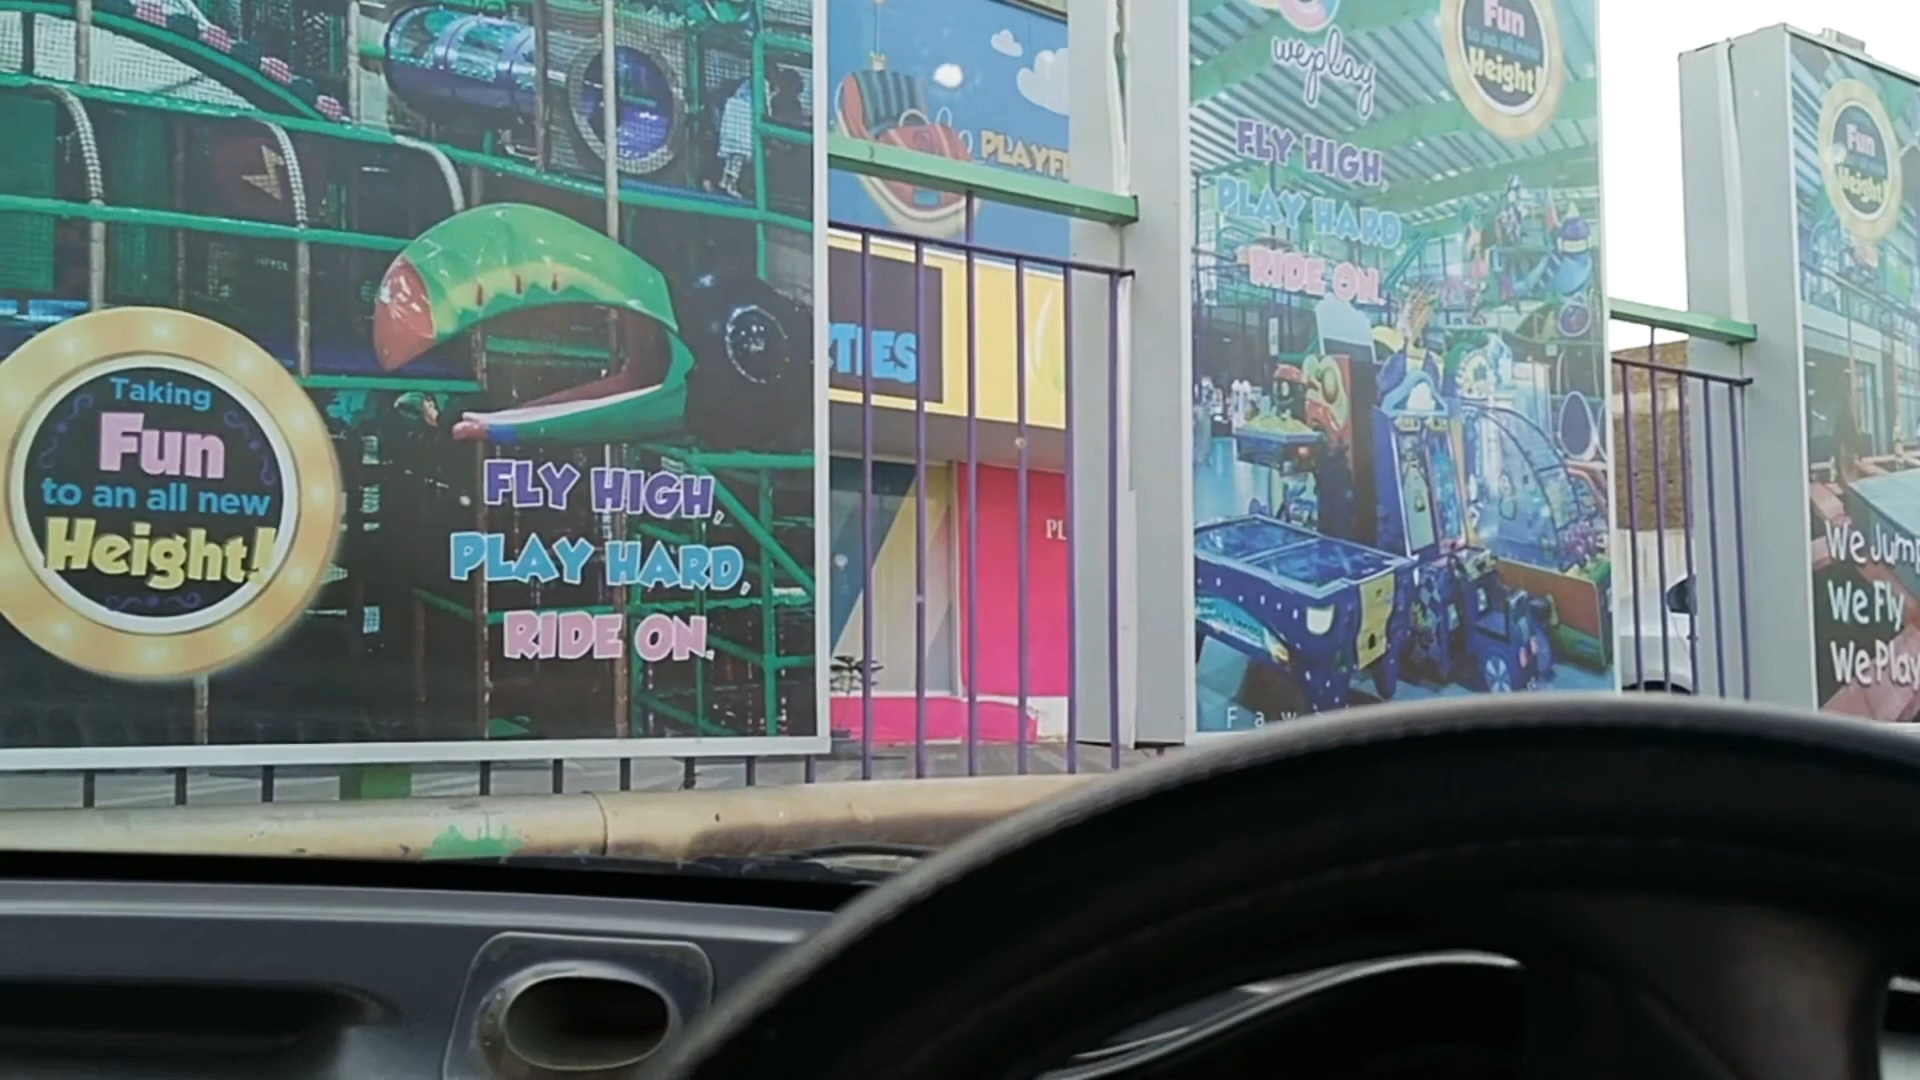 Taking
Fun
to an all new
Height!
FLY HIGH,
PLAY HARD,
RIDE ON.
PLAYF
TIES
PL
weplay
FLY HIGH,
PLAY HARD
RIDE ON.
Fun
to an all new
Height!
Fun
Height!
We Jump
We Fly
We Play